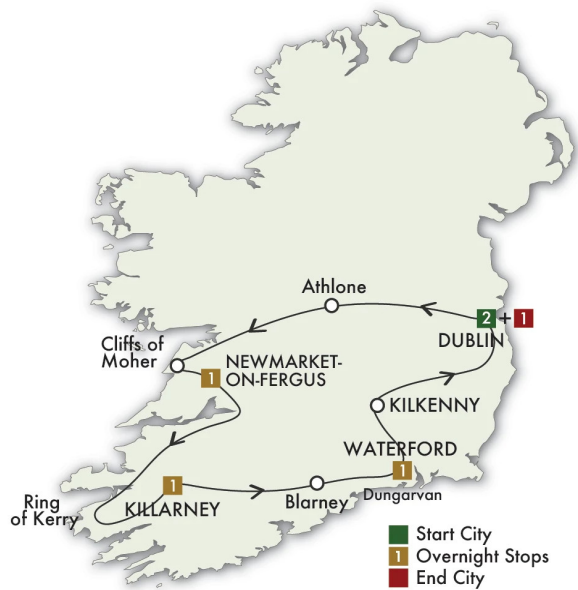 Athlone
2 + 1
DUBLIN
Cliffs of
Moher
1
NEWMARKET-
ON-FERGUS
KILKENNY
WATERFORD
1
Dungarvan
1
KILLARNEY
Blarney
Ring
of Kerry
Start City
1 Overnight Stops
End City